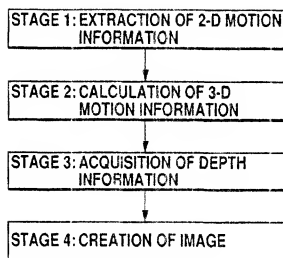 STAGE 1: EXTRACTION OF 2-D MOTION
INFORMATION
STAGE 2: CALCULATION OF 3-D
MOTION INFORMATION
STAGE 3: ACQUISITION OF DEPTH
INFORMATION
STAGE 4: CREATION OF IMAGE